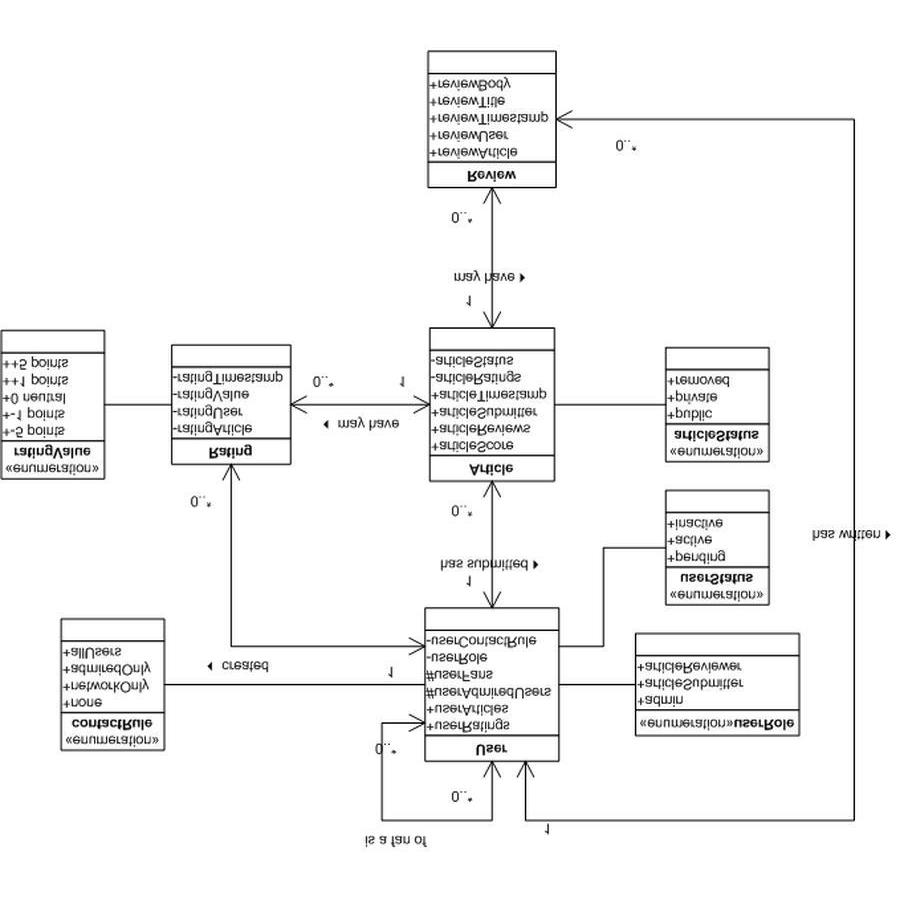 is a fan of
1
0..*
0..*
User
+userRatings
+userArticles
#userAdmiredUsers
#userFans
-userRole
-userContactRule
«enumeration»
contactRule
+none
+networkOnly
+admiredOnly
+allUsers
«enumeration»userRole
+admin
+articleSubmitter
+articleReviewer
1
◂ created
«enumeration»
userStatus
+pending
+active
+inactive
1
has submitted ▸
has written ▸
0..*
0..*
«enumeration»
ratingValue
+-5 points
+-1 points
+0 neutral
++1 points
++5 points
Rating
-ratingArticle
-ratingUser
-ratingValue
-ratingTimestamp
◂ may have
0..*
1
Article
+articleScore
+articleReviews
+articleSubmitter
+articleTimestamp
-articleRatings
-articleStatus
«enumeration»
articleStatus
+public
+private
+removed
1
may have ▸
0..*
Review
+reviewArticle
+reviewUser
+reviewTimestamp
+reviewTitle
+reviewBody
0..*